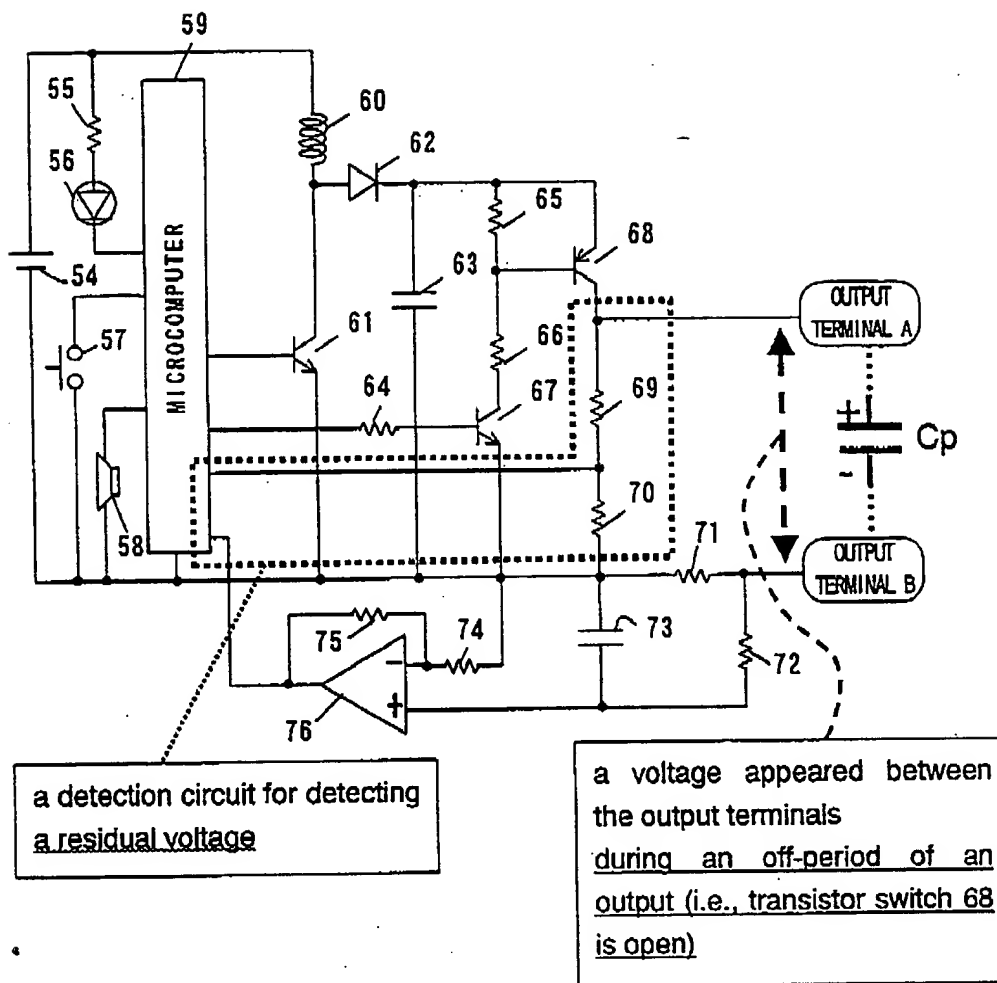 59
55
60
56
62
65
68
MICROCOMPUTER
54
63
OUTPUT
TERMINAL A
57
61
66
64
67
69
+
Cp
-
58
70
71
OUTPUT
TERMINAL B
75
74
73
72
-
+
76
a detection circuit for detecting
a residual voltage
a voltage appeared between
the output terminals
during an off-period of an
output (i.e., transistor switch 68
is open)